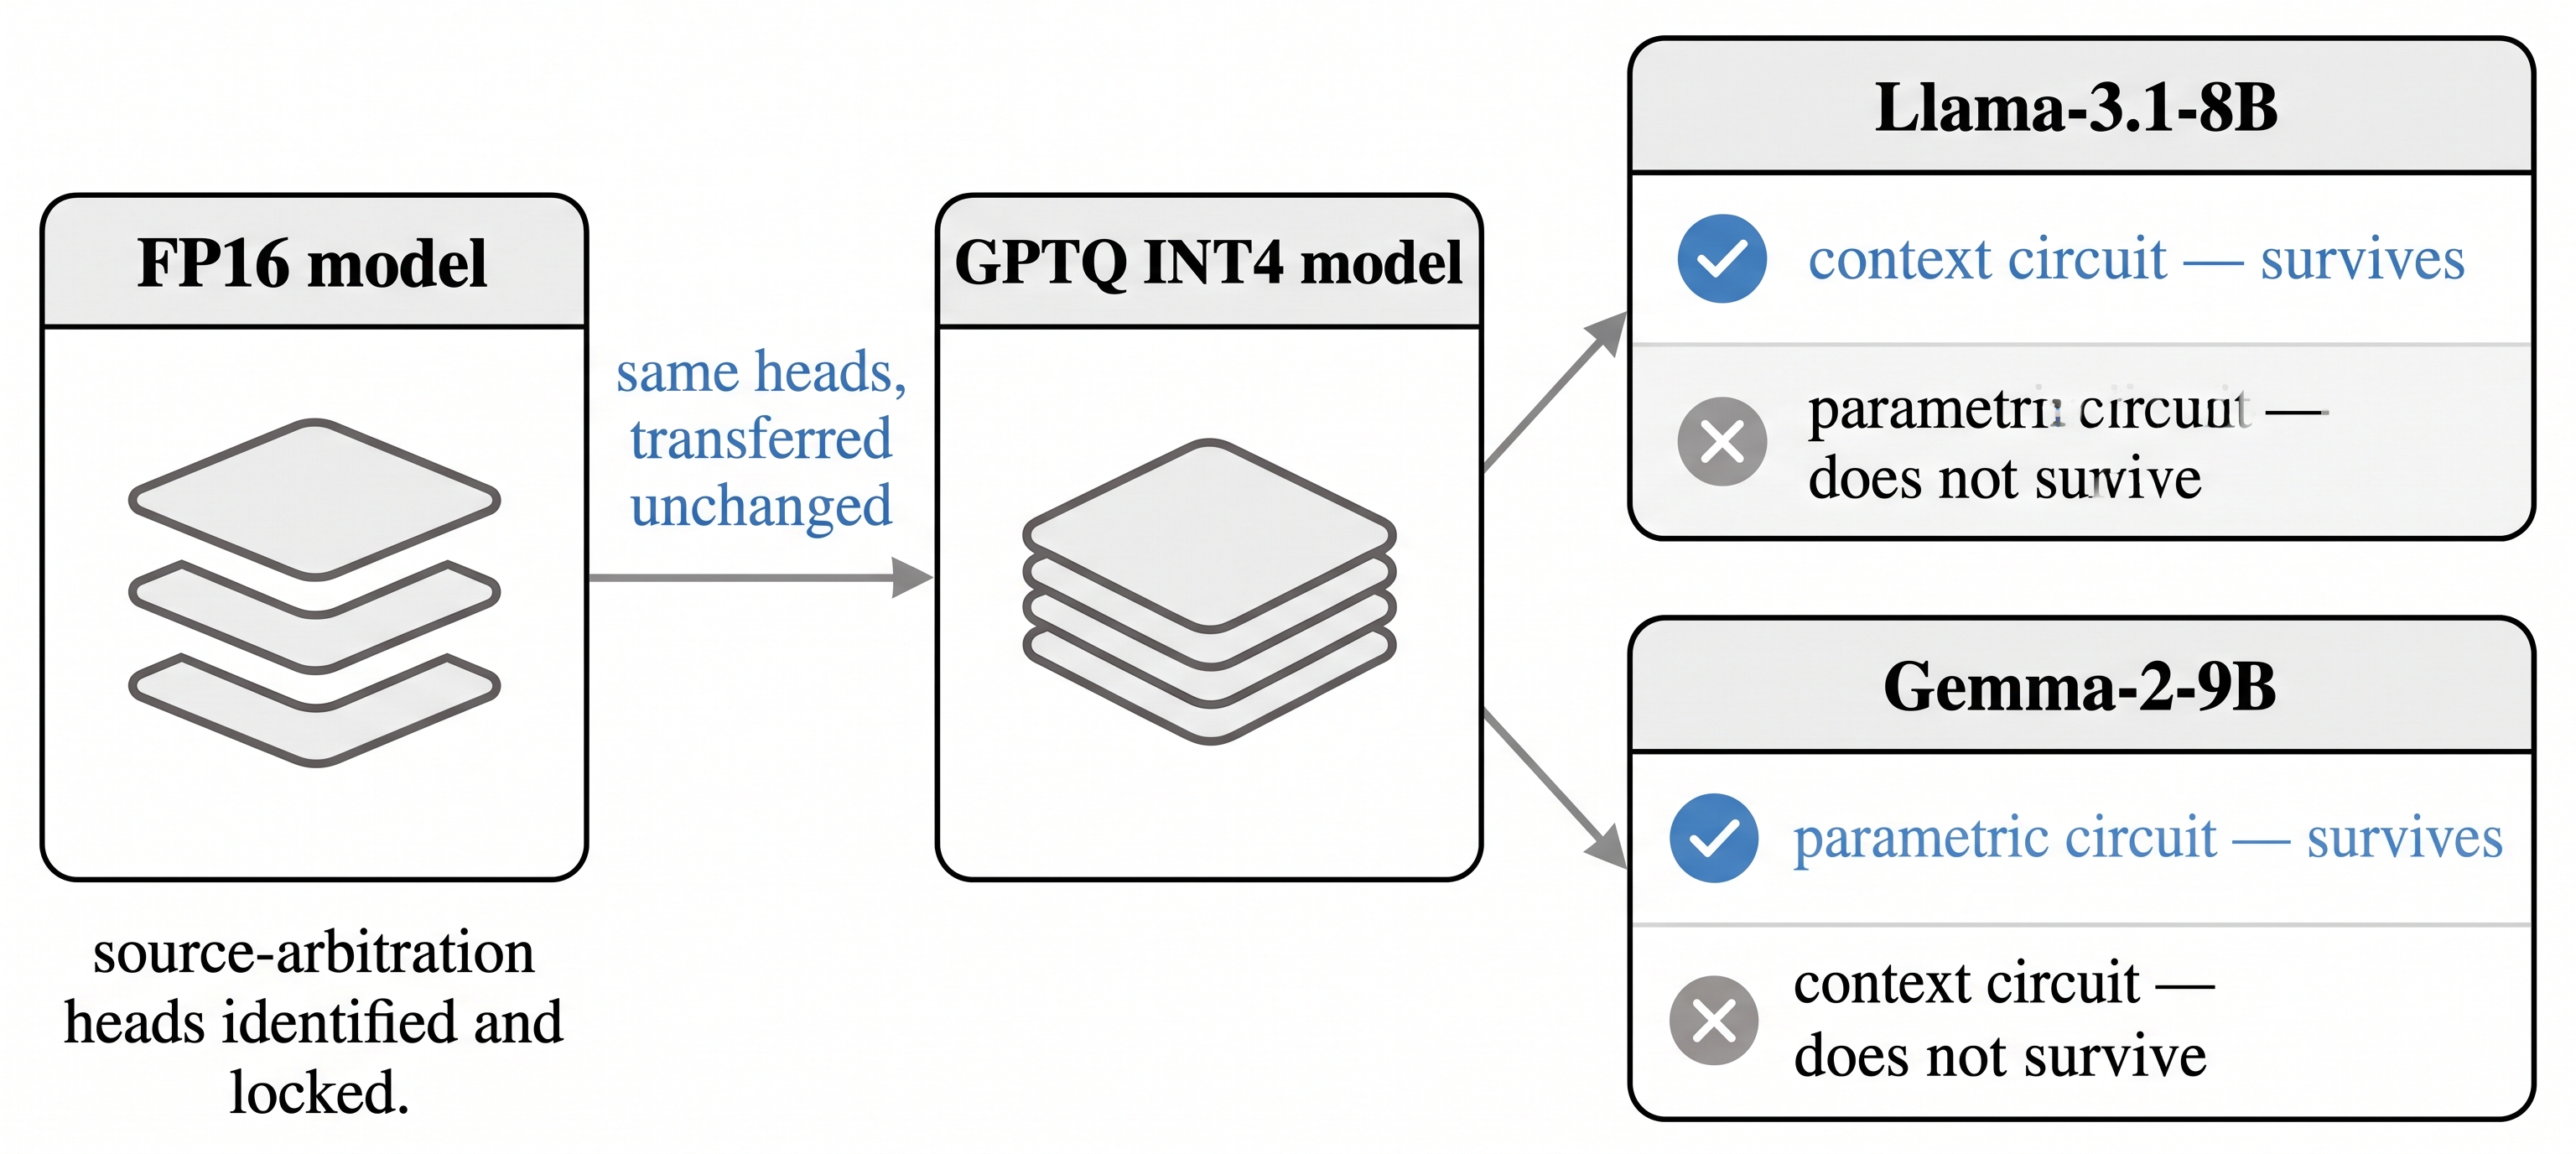 FP16 model
source-arbitration
heads identified and
locked.
same heads,
transferred
unchanged
GPTQ INT4 model
Llama-3.1-8B
context circuit — survives
circuit —
does not survive
Gemma-2-9B
parametric circuit — survives
context circuit —
does not survive